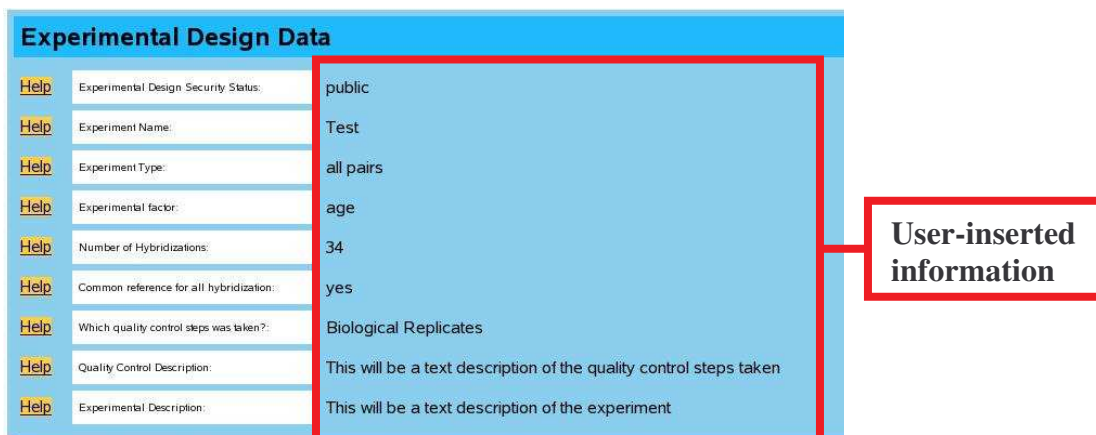 Experimental Design Data
Help Experimental Design Security Status: public
Help Experiment Name: Test
Help Experiment Type: all pairs
Help Experimental factor: age
Help Number of Hybridizations: 34
Help Common reference for all hybridization: yes
Help Which quality control steps was taken?: Biological Replicates
Help Quality Control Description: This will be a text description of the quality control steps taken
Help Experimental Description: This will be a text description of the experiment
User-inserted
information